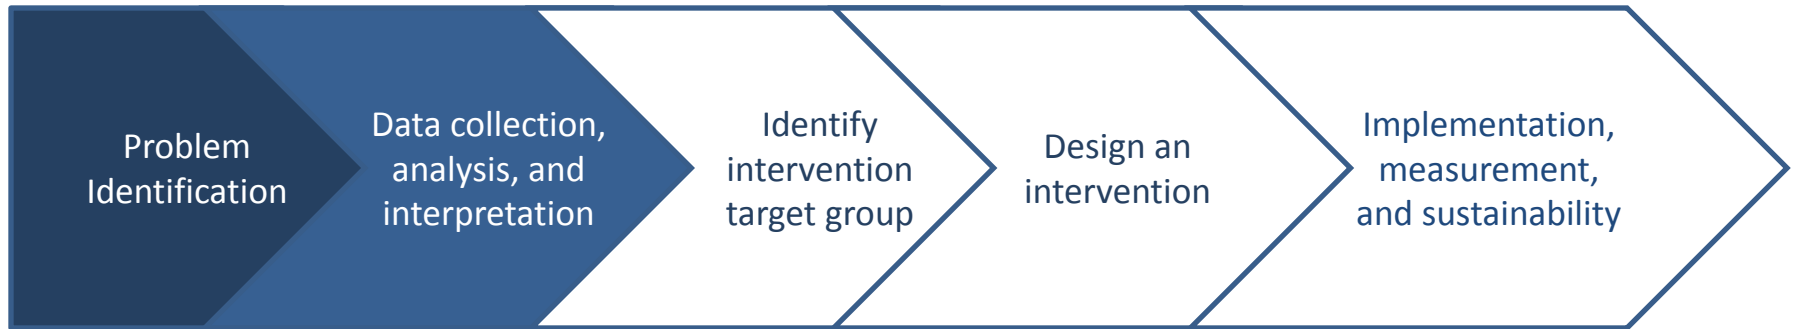 Problem
Identification
Data collection,
analysis, and
interpretation
Identify
intervention
target group
Design an
intervention
Implementation,
measurement,
and sustainability